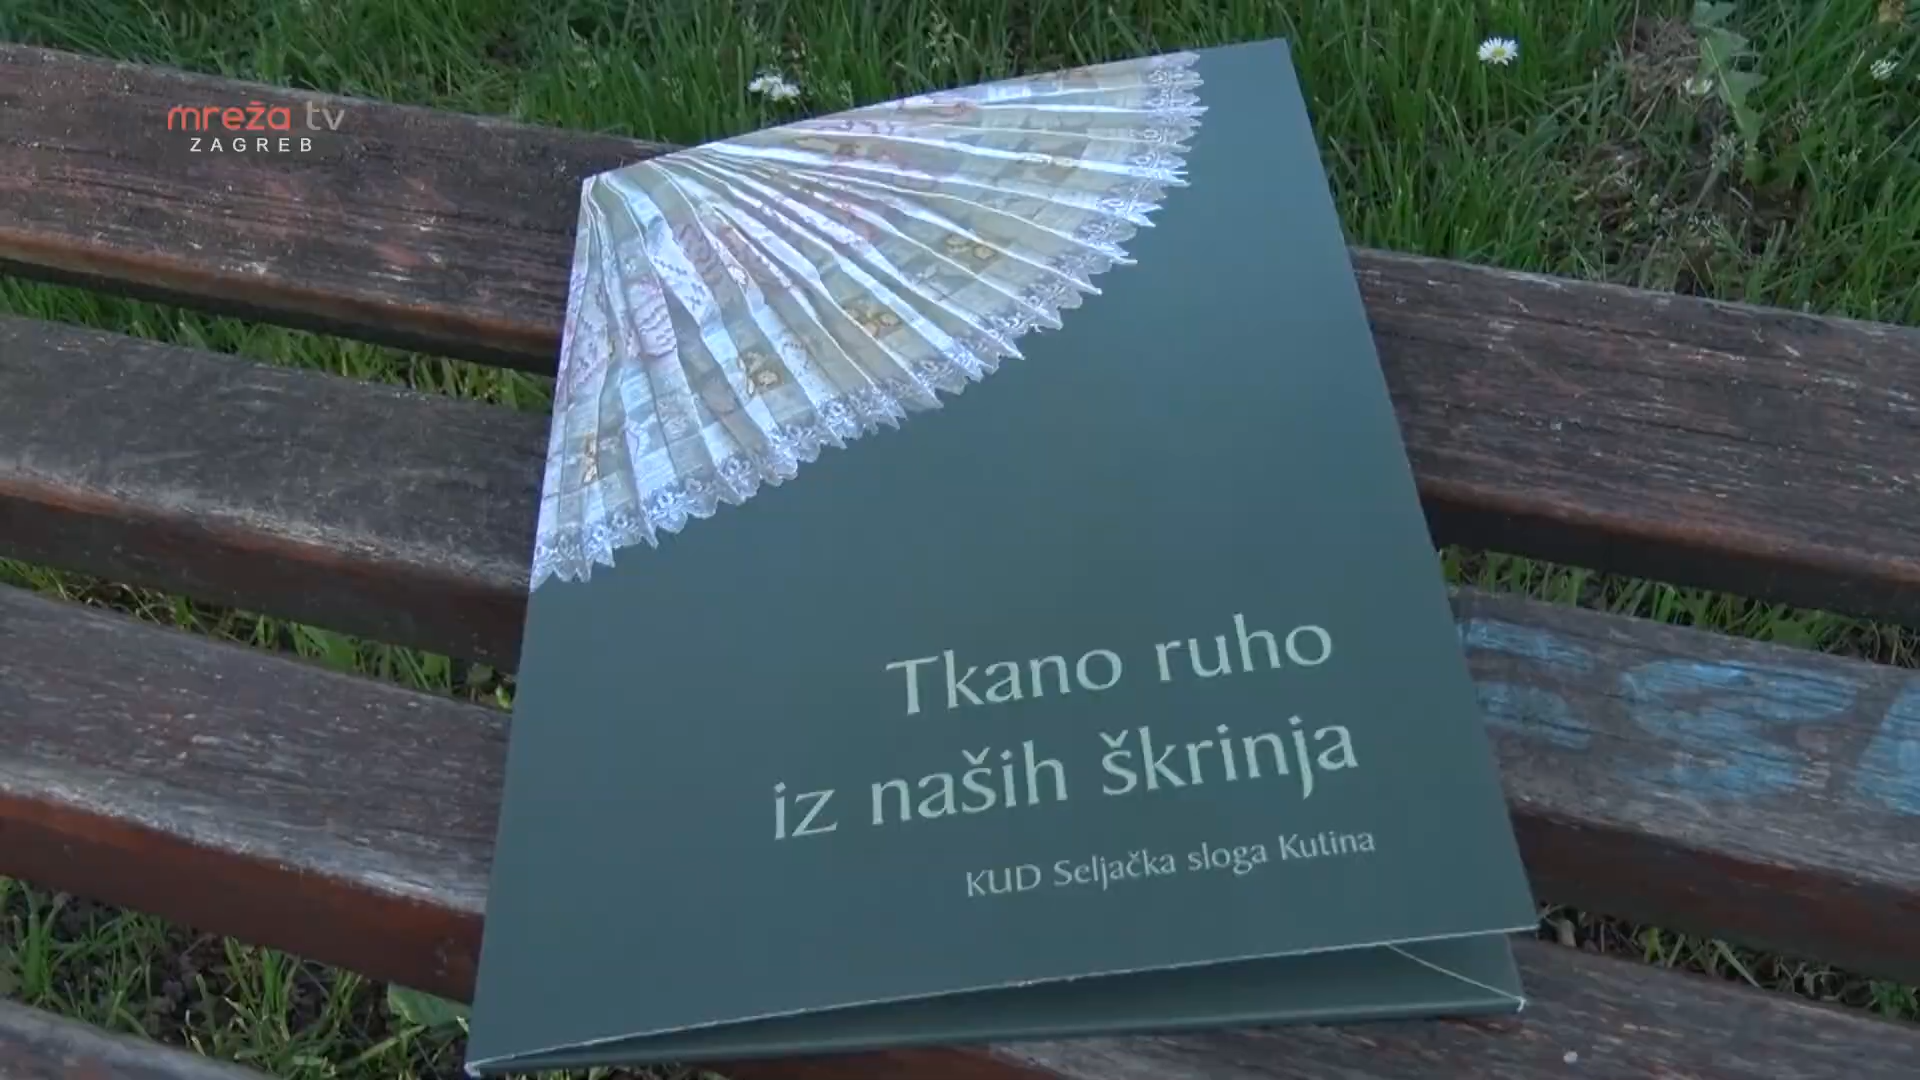 mreža tv
ZAGREB
Tkano ruho
iz naših škrinja
KUD Seljačka sloga Kutina